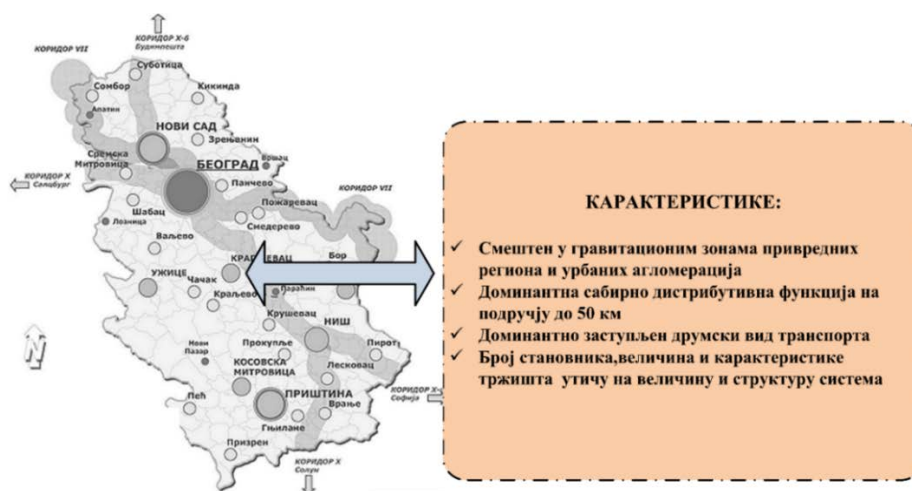 КОРИДОР X-б
Будимпешта
КОРИДОР VII
Суботица
Сомбор
Кикинда
Апатин
НОВИ САД
Зрењанин
Сремска
Митровица
БЕОГРАД
Вршац
КОРИДОР X
Салцбург
Панчево
КОРИДОР VII
Шабац
Пожаревац
Лозница
Смедерево
Ваљево
Бор
УЖИЦЕ
Чачак
Параћин
Краљево
Крушевац
НИШ
Нови
Пазар
Прокупље
Пирот
КОСОВСКА
МИТРОВИЦА
Лесковац
Пећ
ПРИШТИНА
Врање
Софија
Гњилане
Призрен
КОРИДОР X
Солун
N
КАРАКТЕРИСТИКЕ:
✓ Смештен у гравитационим зонама привредних
региона и урбаних агломерација
✓ Доминантна сабирно дистрибутивна функција на
подручју до 50 км
✓ Доминантно заступљен друмски вид транспорта
✓ Број становника,величина и карактеристике
тржишта утичу на величину и структуру система